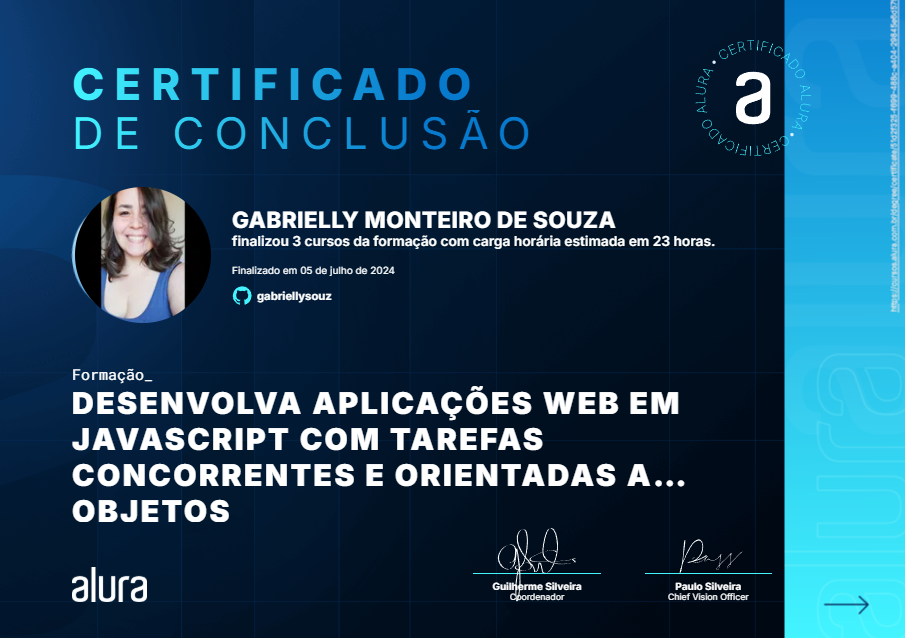 CERTIFICADO
DE CONCLUSÃO
CERTIFICADO ALURA • CERTIFICADO ALURA •
a
GABRIELLY MONTEIRO DE SOUZA
finalizou 3 cursos da formação com carga horária estimada em 23 horas.
Finalizado em 05 de julho de 2024
gabriellysouz
Formação_
DESENVOLVA APLICAÇÕES WEB EM
JAVASCRIPT COM TAREFAS
CONCORRENTES E ORIENTADAS A...
OBJETOS
alura
Guilherme Silveira
Coordenador
Paulo Silveira
Chief Vision Officer
alura